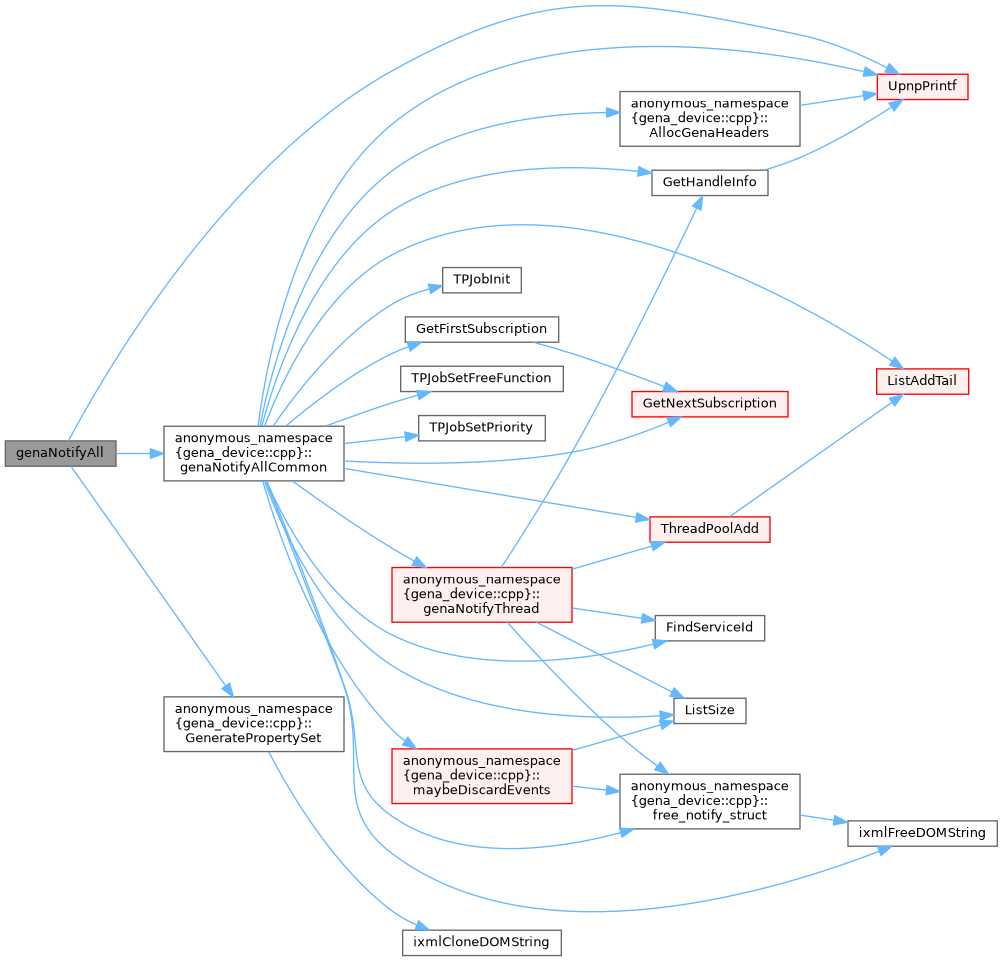 UpnpPrintf
anonymous_namespace
{gena_device::cpp}::
AllocGenaHeaders
GetHandleInfo
TPJobInit
GetFirstSubscription
TPJobSetFreeFunction
ListAddTail
GetNextSubscription
TPJobSetPriority
genaNotifyAll
anonymous_namespace
{gena_device::cpp}::
genaNotifyAllCommon
ThreadPoolAdd
anonymous_namespace
{gena_device::cpp}::
genaNotifyThread
FindServiceId
ListSize
anonymous_namespace
{gena_device::cpp}::
GeneratePropertySet
anonymous_namespace
{gena_device::cpp}::
maybeDiscardEvents
anonymous_namespace
{gena_device::cpp}::
free_notify_struct
ixmlFreeDOMString
ixmlCloneDOMString